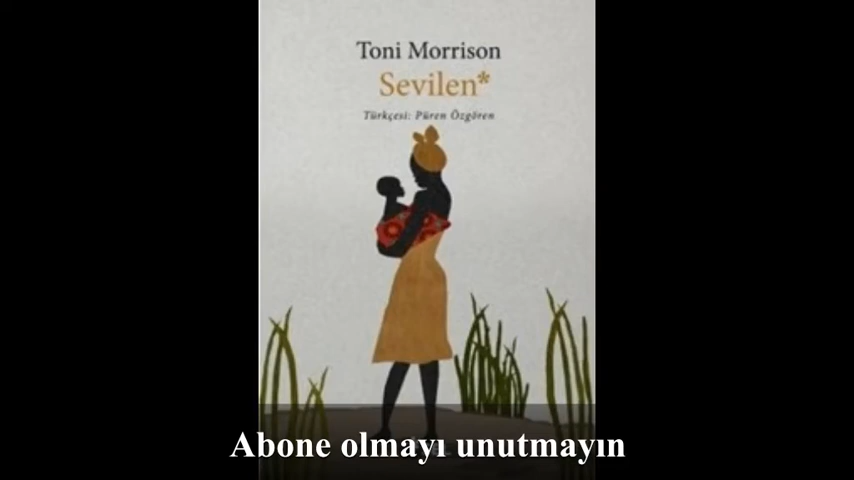 Toni Morrison
Sevilen*
Türkçesi: Püren Özgören
Abone olmayı unutmayın